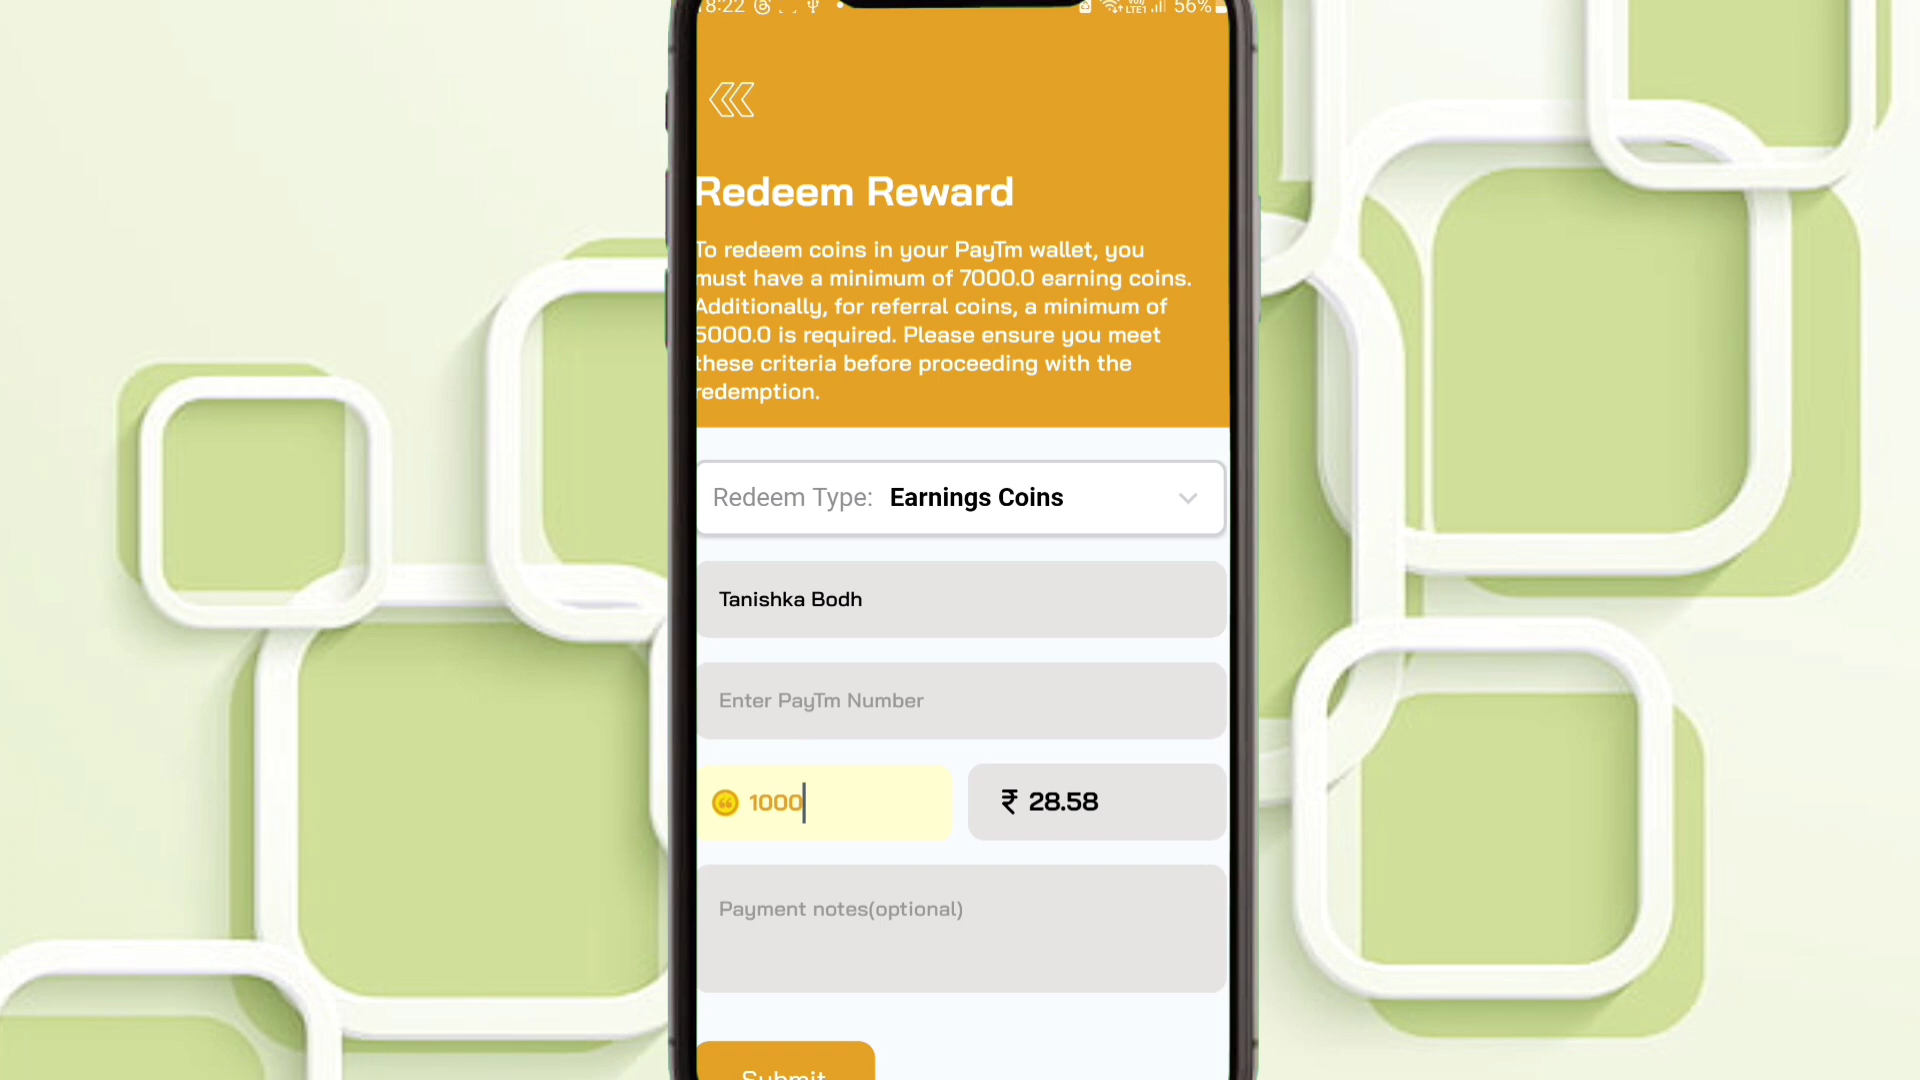 18:22 56%
Redeem Reward
To redeem coins in your PayTm wallet, you
must have a minimum of 7000.0 earning coins.
Additionally, for referral coins, a minimum of
5000.0 is required. Please ensure you meet
these criteria before proceeding with the
redemption.
Redeem Type: Earnings Coins
Tanishka Bodh
Enter PayTm Number
1000 ₹ 28.58
Payment notes(optional)
Submit